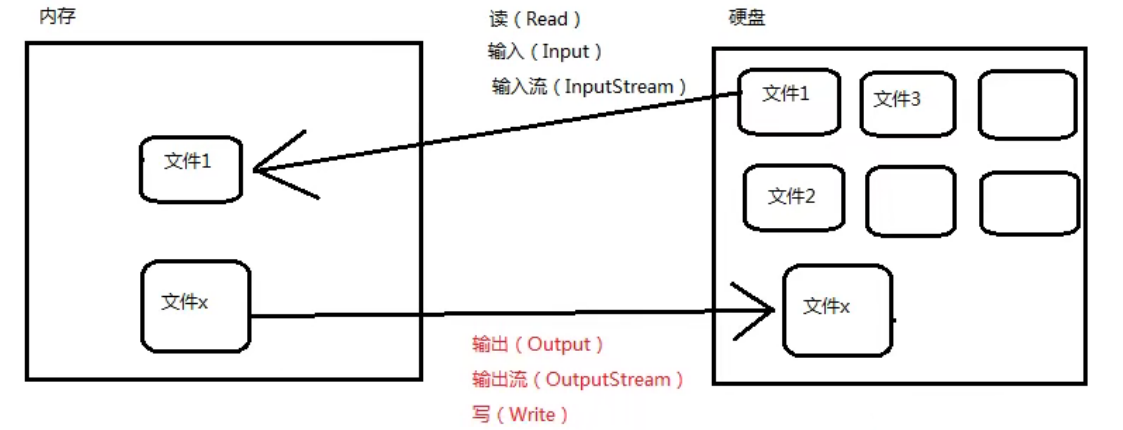 内存
读（Read）
硬盘
输入（Input）
输入流（InputStream）
文件1
文件3
文件1
文件2
文件x
文件x
输出（Output）
输出流（OutputStream）
写（Write）